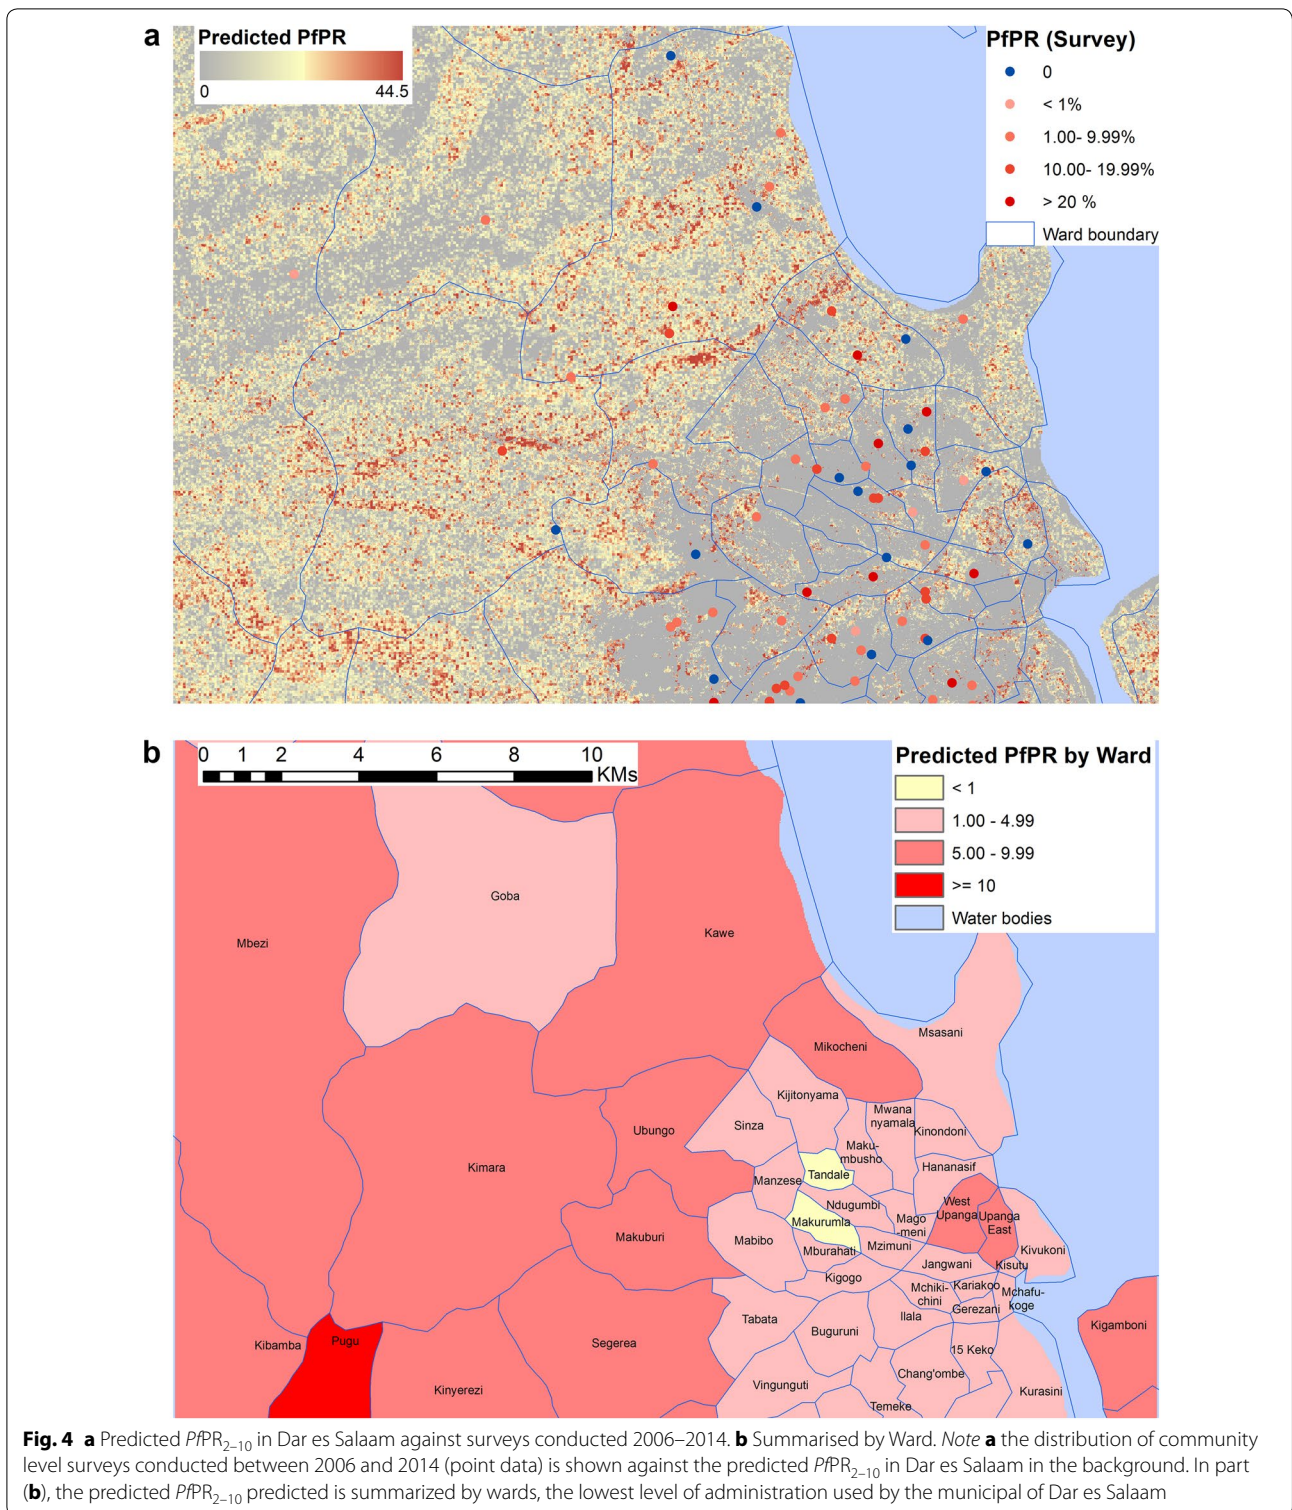 a
Predicted PfPR
0 44.5
PfPR (Survey)
0
< 1%
1.00- 9.99%
10.00- 19.99%
> 20 %
Ward boundary
b
0 1 2 4 6 8 10
KMs
Predicted PfPR by Ward
< 1
1.00 - 4.99
5.00 - 9.99
>= 10
Water bodies
Goba
Mbezi
Kawe
Msasani
Mikocheni
Kijitonyama
Mwana
nyamala
Sinza
Kinondoni
Ubungo
Maku-
mbusho
Kimara
Hananasif
Tandale
Manzese
West
Upanga
Ndugumbi
Upanga
East
Makurumla
Mago
-meni
Makuburi
Mabibo
Mzimuni
Mburahati
Kivukoni
Jangwani
Kisutu
Kigogo
Mchiki-
chini
Kariakoo
Mchafu-
koge
Gerezani
Tabata
Ilala
Buguruni
Kigamboni
Kibamba
Pugu
Segerea
15 Keko
Chang'ombe
Kinyerezi
Vingunguti
Kurasini
Temeke
Fig. 4 a Predicted PfPR2–10 in Dar es Salaam against surveys conducted 2006–2014. b Summarised by Ward. Note a the distribution of community
level surveys conducted between 2006 and 2014 (point data) is shown against the predicted PfPR2–10 in Dar es Salaam in the background. In part
(b), the predicted PfPR2–10 predicted is summarized by wards, the lowest level of administration used by the municipal of Dar es Salaam